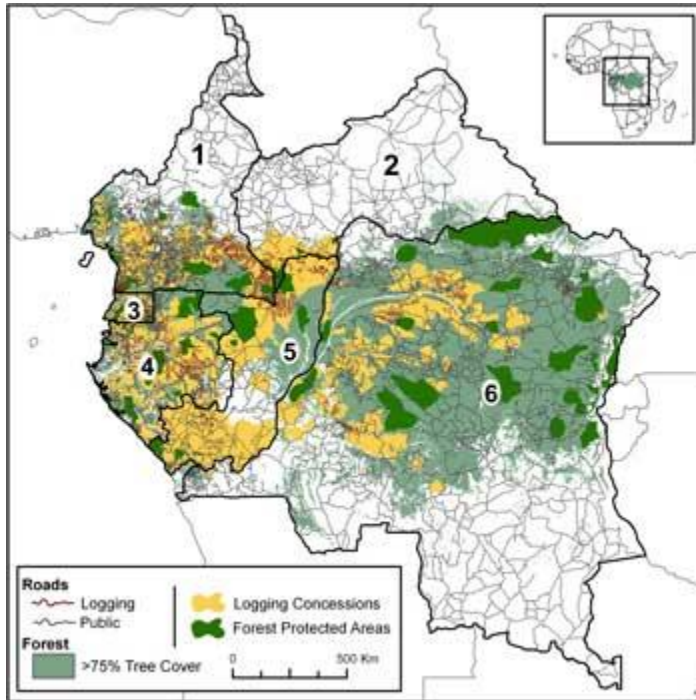 1
2
3
4
5
6
Roads
Logging
Public
Forest
>75% Tree Cover
Logging Concessions
Forest Protected Areas
0 500 Km